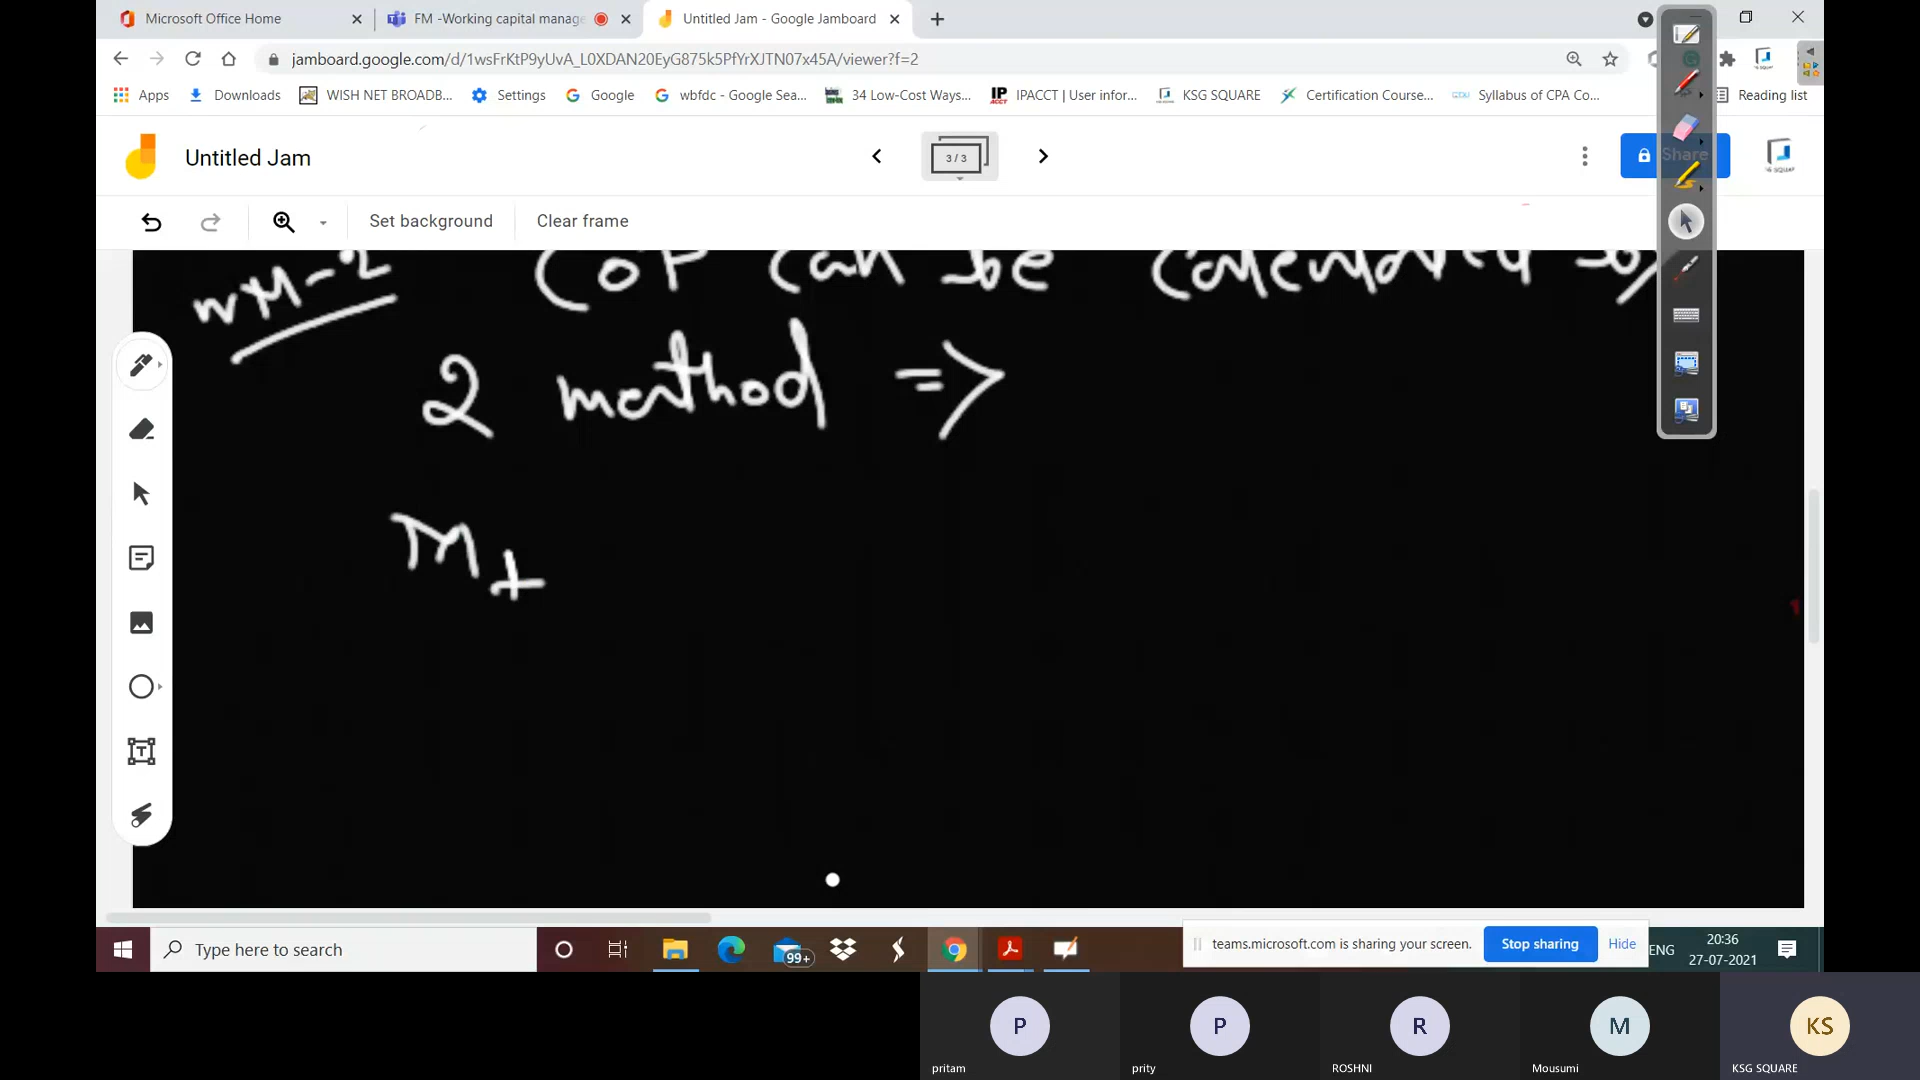 Microsoft Office Home
FM -Working capital manage
Untitled Jam - Google Jamboard
jamboard.google.com/d/1wsFrKtP9yUvA_L0XDAN20EyG875k5PfYrXJTN07x45A/viewer?f=2
Apps Downloads WISH NET BROADB... Settings Google wbfdc - Google Sea... 34 Low-Cost Ways... IPACCT | User infor... KSG SQUARE Certification Course... Syllabus of CPA Co... Reading list
Untitled Jam
3 / 3
Share
Set background Clear frame
can be calculated
2 method =>
M
Type here to search
99+
teams.microsoft.com is sharing your screen. Stop sharing Hide
ENG
20:36
27-07-2021
P P R M KS
pritam prity ROSHNI Mousumi KSG SQUARE